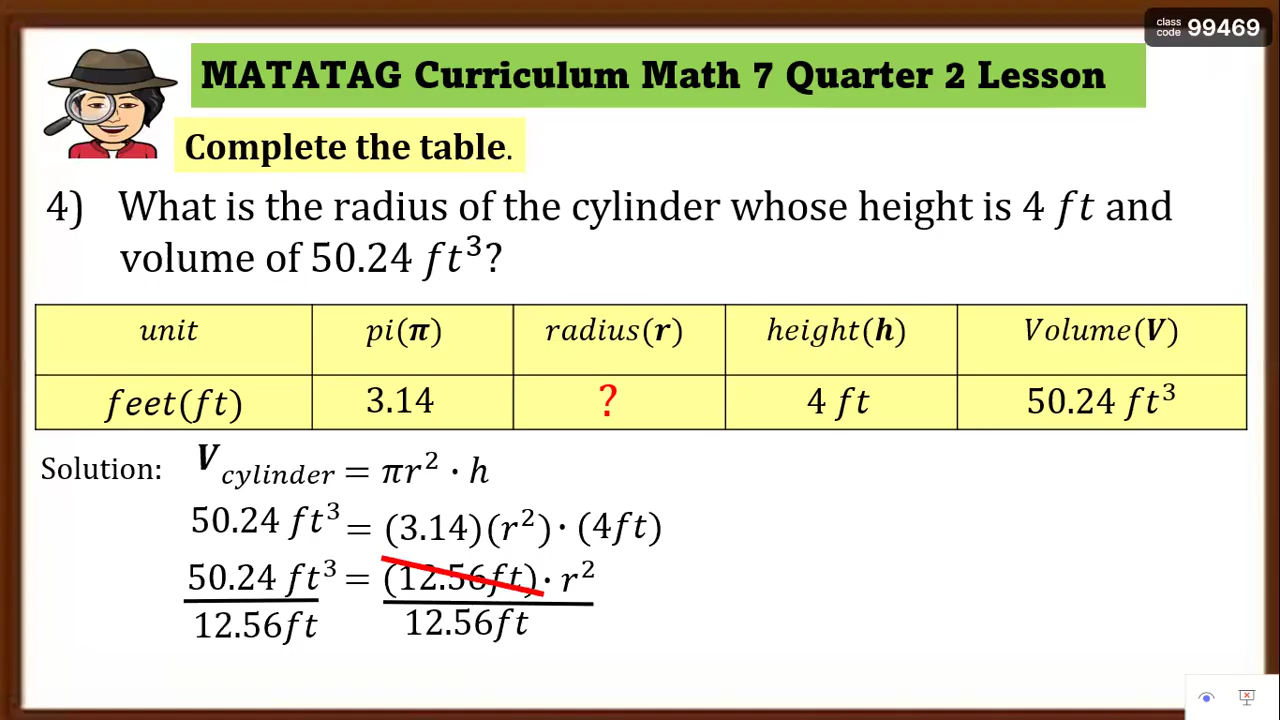 class code 99469
MATATAG Curriculum Math 7 Quarter 2 Lesson
Complete the table.
4) What is the radius of the cylinder whose height is 4 ft and
volume of 50.24 ft³?
unit pi(π) radius(r) height(h) Volume(V)
feet(ft) 3.14 ? 4 ft 50.24 ft³
Solution: V_cylinder = πr² · h
50.24 ft³ = (3.14)(r²) · (4ft)
50.24 ft³ = (12.56ft) · r²
12.56ft 12.56ft